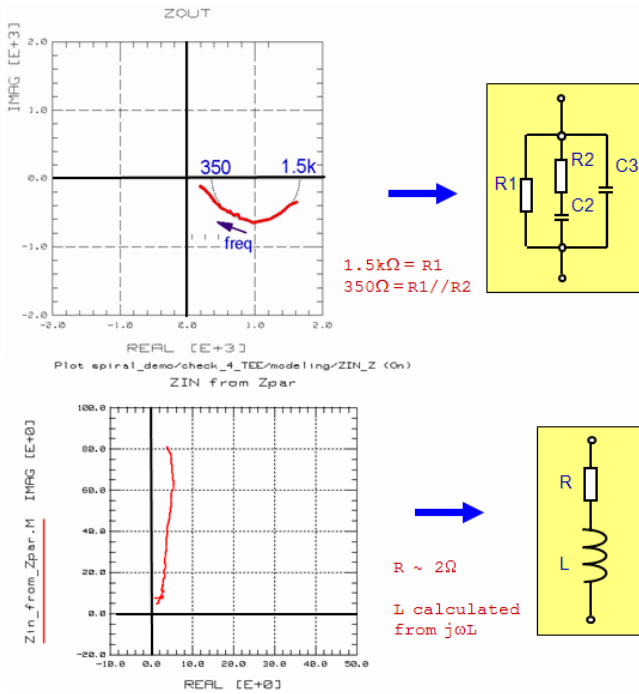 ZOUT
IMAG [E+3]
2.0
1.0
0.0
-1.0
-2.0
350
1.5k
freq
-2.0
-1.0
0.0
1.0
2.0
REAL [E+3]
R1
R2
C2
C3
1.5kΩ = R1
350Ω = R1//R2
Plot spiral_demo/check_4_TEE/modeling/ZIN_Z (On)
ZIN from Zpar
Zin_from_Zpar.M IMAG [E+0]
100.0
80.0
60.0
40.0
20.0
0.0
-20.0
-10.0
0.0
10.0
20.0
30.0
40.0
50.0
REAL [E+0]
R ~ 2Ω
L calculated
from jωL
R
L